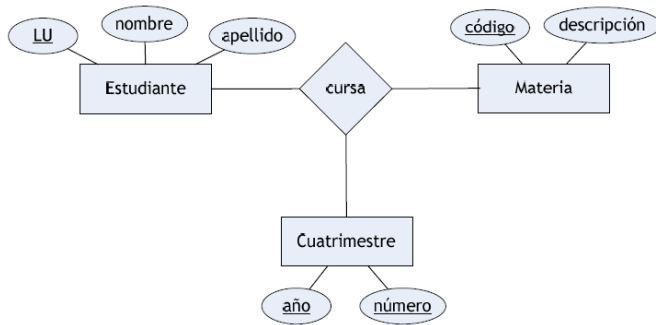 LU
nombre
apellido
Estudiante
cursa
código
descripción
Materia
Cuatrimestre
año
número